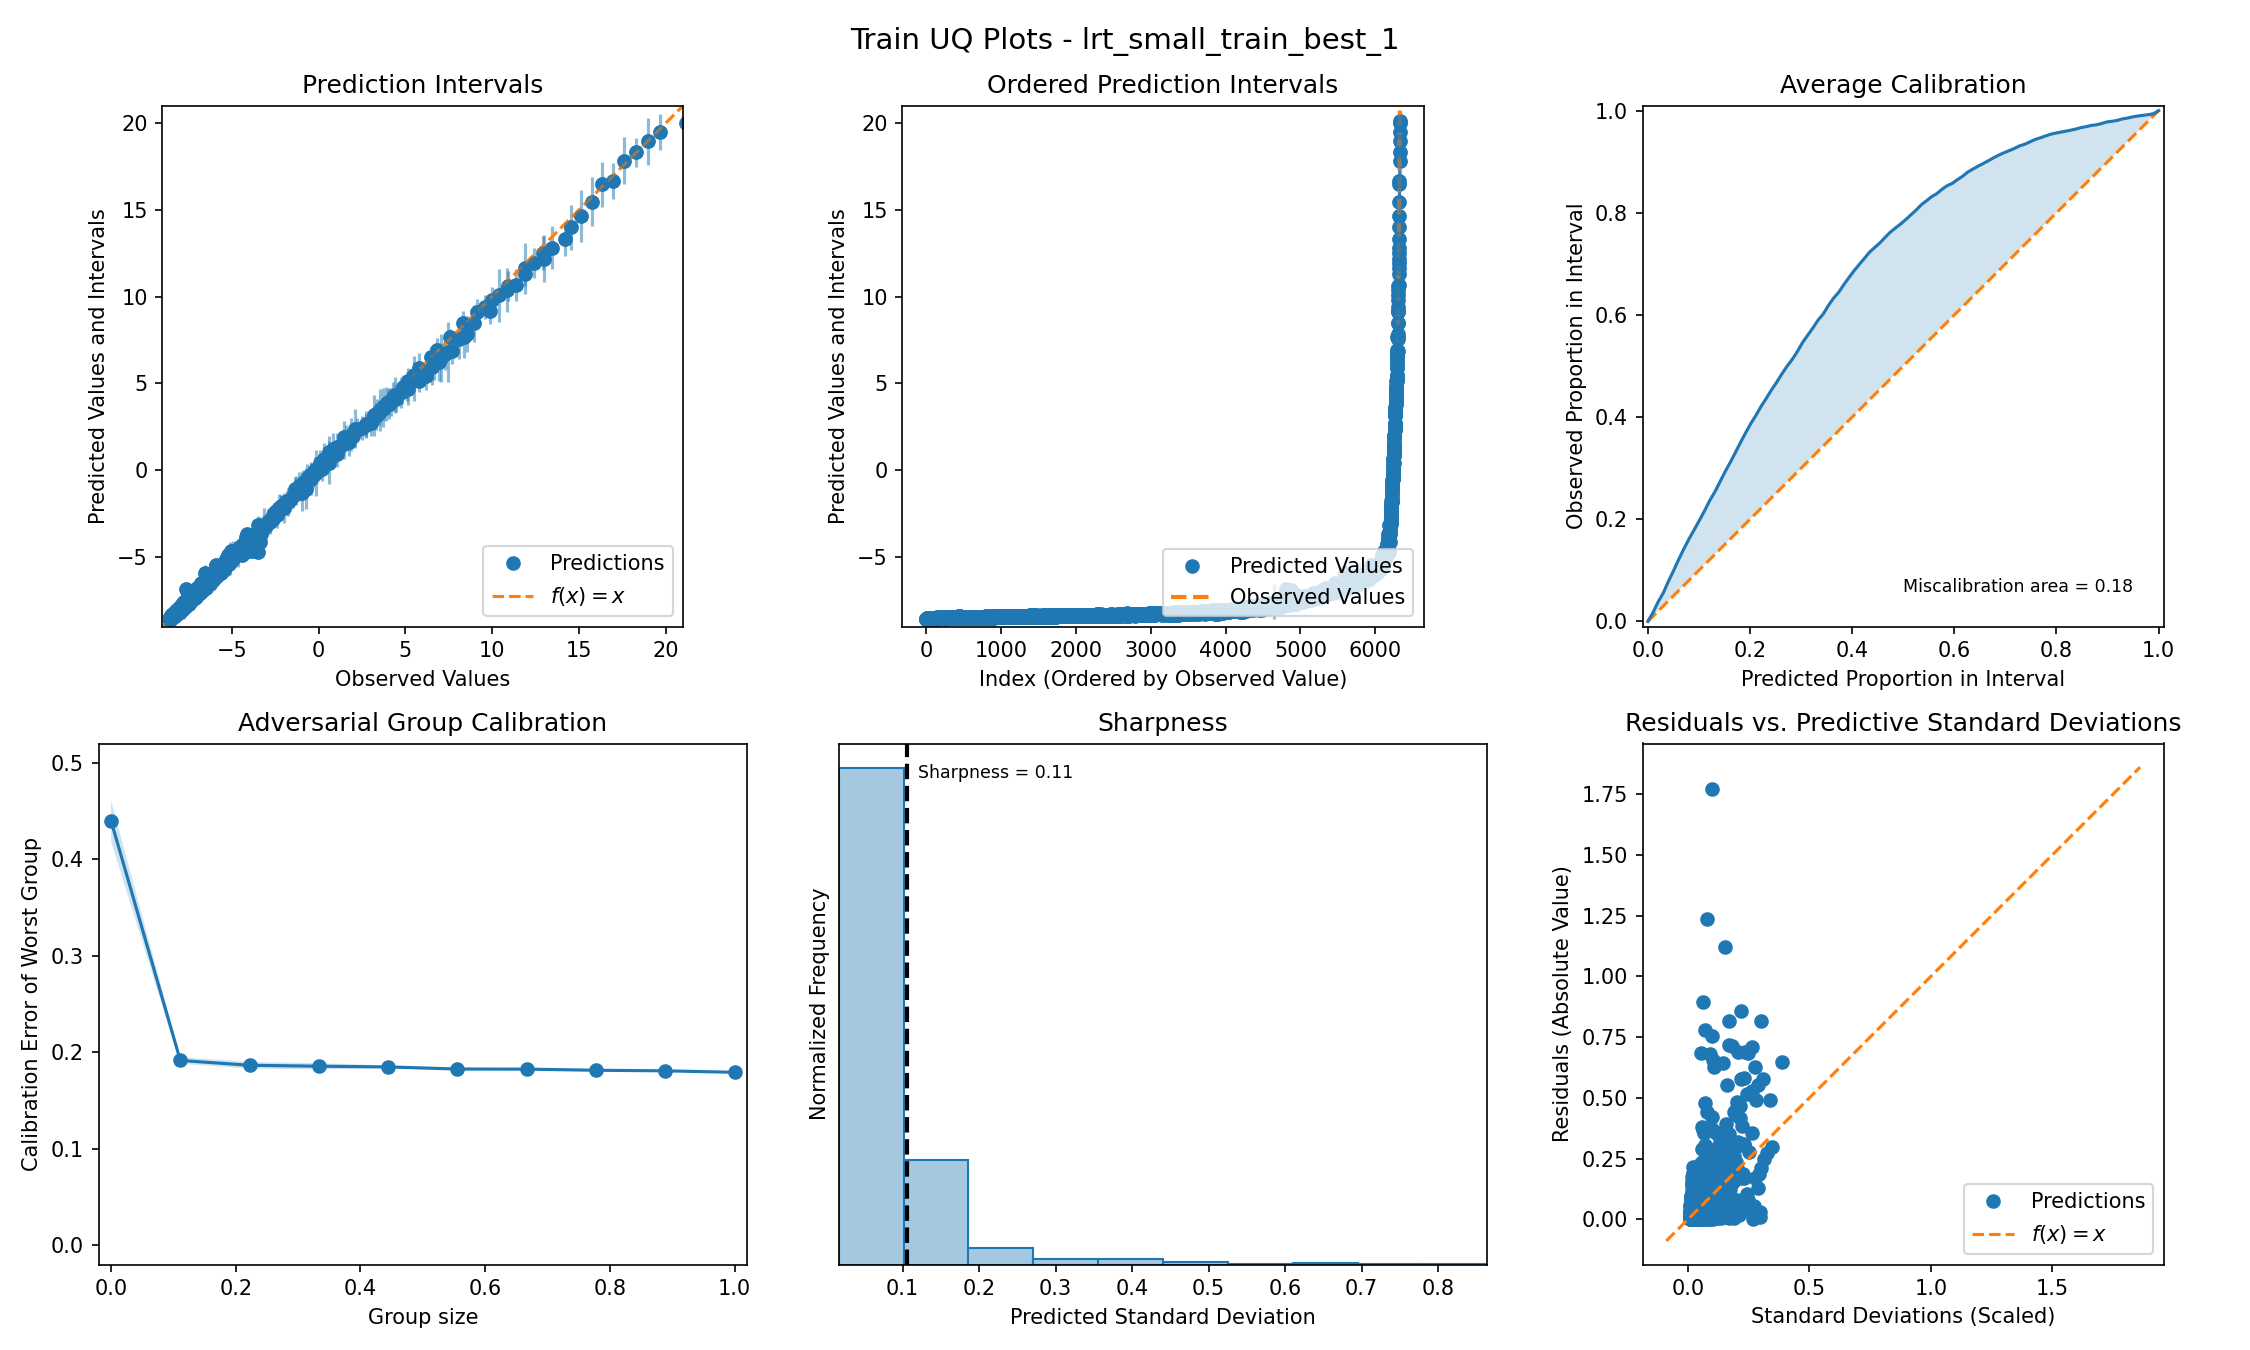 Train UQ Plots - lrt_small_train_best_1
Prediction Intervals
Predicted Values and Intervals
20
15
10
5
0
−5
−5 0 5 10 15 20
Observed Values
Predictions
f(x) = x
Ordered Prediction Intervals
Predicted Values and Intervals
20
15
10
5
0
−5
0 1000 2000 3000 4000 5000 6000
Index (Ordered by Observed Value)
Predicted Values
Observed Values
Average Calibration
Observed Proportion in Interval
1.0
0.8
0.6
0.4
0.2
0.0
0.0 0.2 0.4 0.6 0.8 1.0
Predicted Proportion in Interval
Miscalibration area = 0.18
Adversarial Group Calibration
Calibration Error of Worst Group
0.5
0.4
0.3
0.2
0.1
0.0
0.0 0.2 0.4 0.6 0.8 1.0
Group size
Sharpness
Normalized Frequency
Sharpness = 0.11
0.1 0.2 0.3 0.4 0.5 0.6 0.7 0.8
Predicted Standard Deviation
Residuals vs. Predictive Standard Deviations
Residuals (Absolute Value)
1.75
1.50
1.25
1.00
0.75
0.50
0.25
0.00
0.0 0.5 1.0 1.5
Standard Deviations (Scaled)
Predictions
f(x) = x